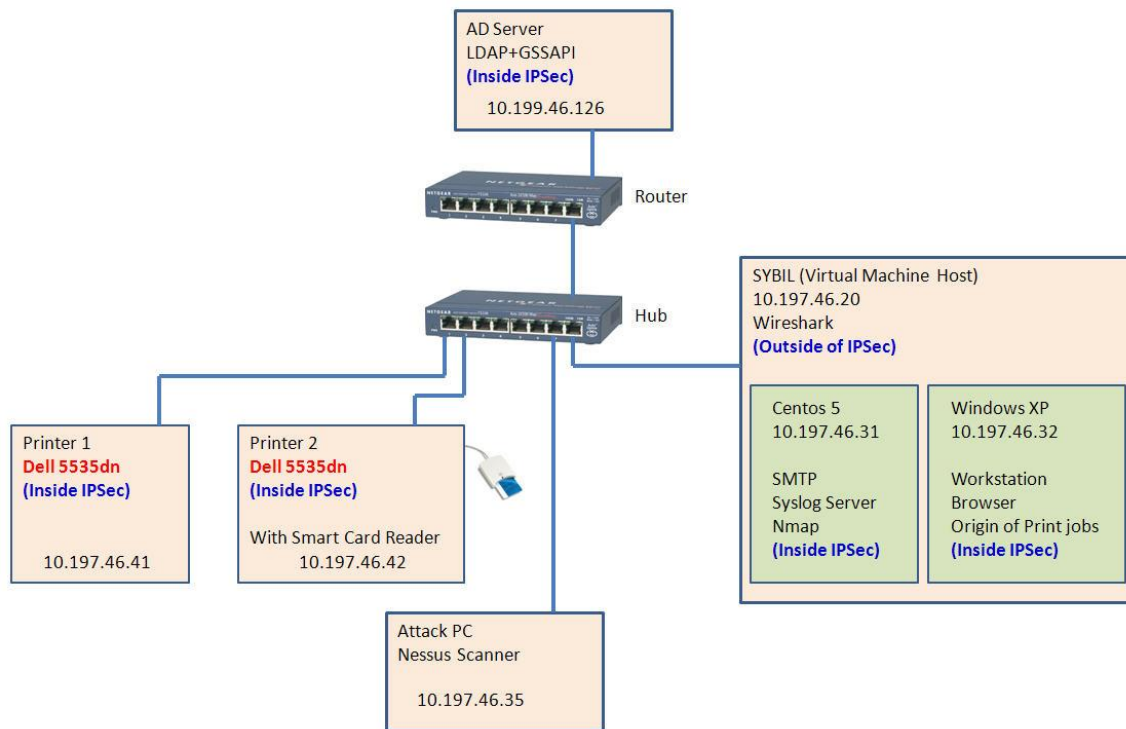 AD Server
LDAP+GSSAPI
(Inside IPSec)
10.199.46.126
NETGEAR
Router
NETGEAR
Hub
SYBIL (Virtual Machine Host)
10.197.46.20
Wireshark
(Outside of IPSec)
Centos 5
10.197.46.31
SMTP
Syslog Server
Nmap
(Inside IPSec)
Windows XP
10.197.46.32
Workstation
Browser
Origin of Print jobs
(Inside IPSec)
Printer 1
Dell 5535dn
(Inside IPSec)
10.197.46.41
Printer 2
Dell 5535dn
(Inside IPSec)
With Smart Card Reader
10.197.46.42
Attack PC
Nessus Scanner
10.197.46.35